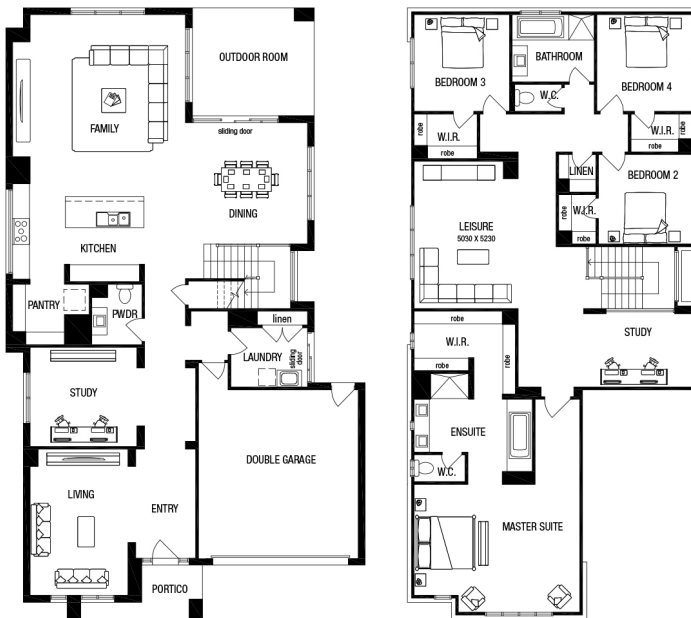 OUTDOOR ROOM
FAMILY
sliding door
DINING
KITCHEN
PANTRY
PWDR
linen
LAUNDRY
sliding
door
STUDY
DOUBLE GARAGE
LIVING
ENTRY
PORTICO
BEDROOM 3
BATHROOM
BEDROOM 4
W.C.
robe
W.I.R.
robe
W.I.R.
robe
robe
LINEN
BEDROOM 2
robe
W.I.R.
robe
LEISURE
5030 X 5230
robe
W.I.R.
robe
robe
STUDY
ENSUITE
W.C.
MASTER SUITE